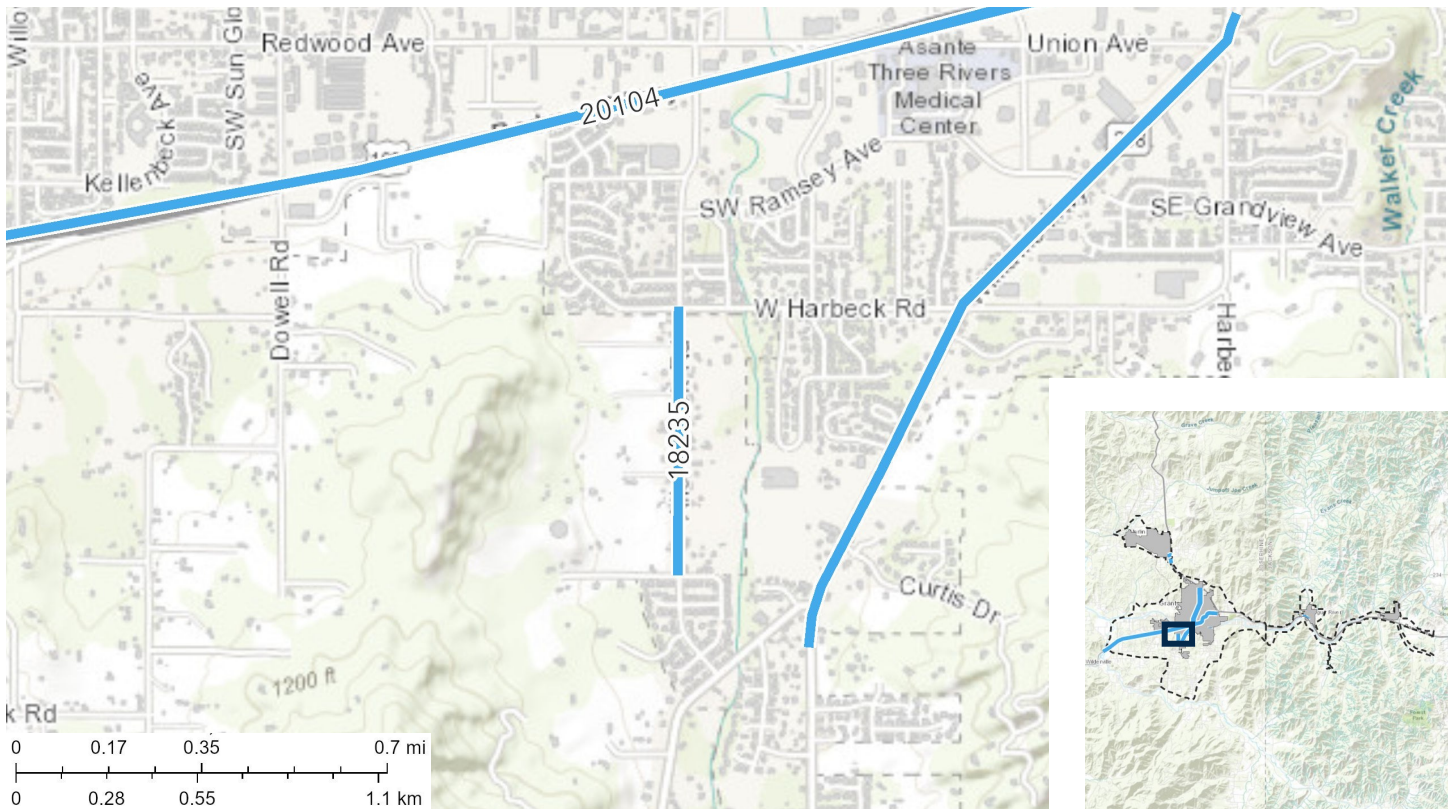 Redwood Ave
Union Ave
Asante
Three Rivers
Medical
Center
SW Sun Glo
Kellenbeck Ave
20104
Walker Creek
SW Ramsey Ave
SE Grandview Ave
Dowell Rd
W Harbeck Rd
Harbe
18235
Curtis Dr
1200 ft
k Rd
0 0.17 0.35 0.7 mi
0 0.28 0.55 1.1 km